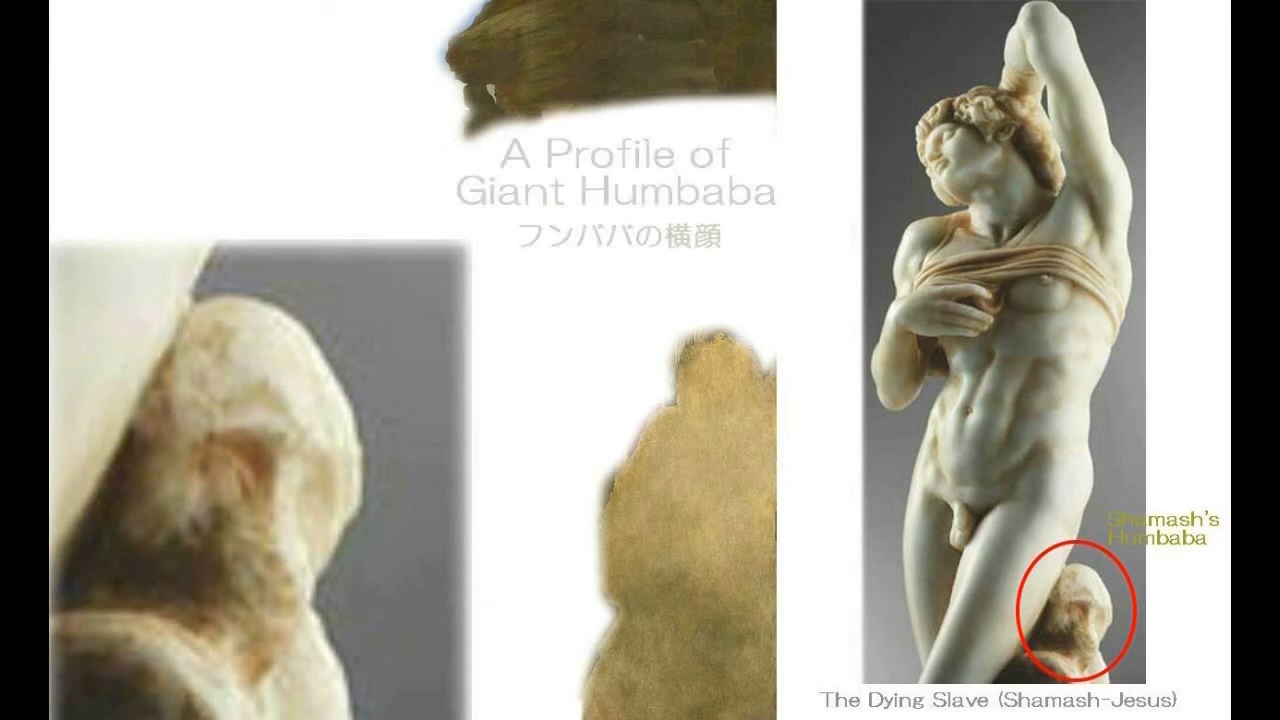 A Profile of
Giant Humbaba
フンババの横顔
Shamash's
Humbaba
The Dying Slave (Shamash-Jesus)